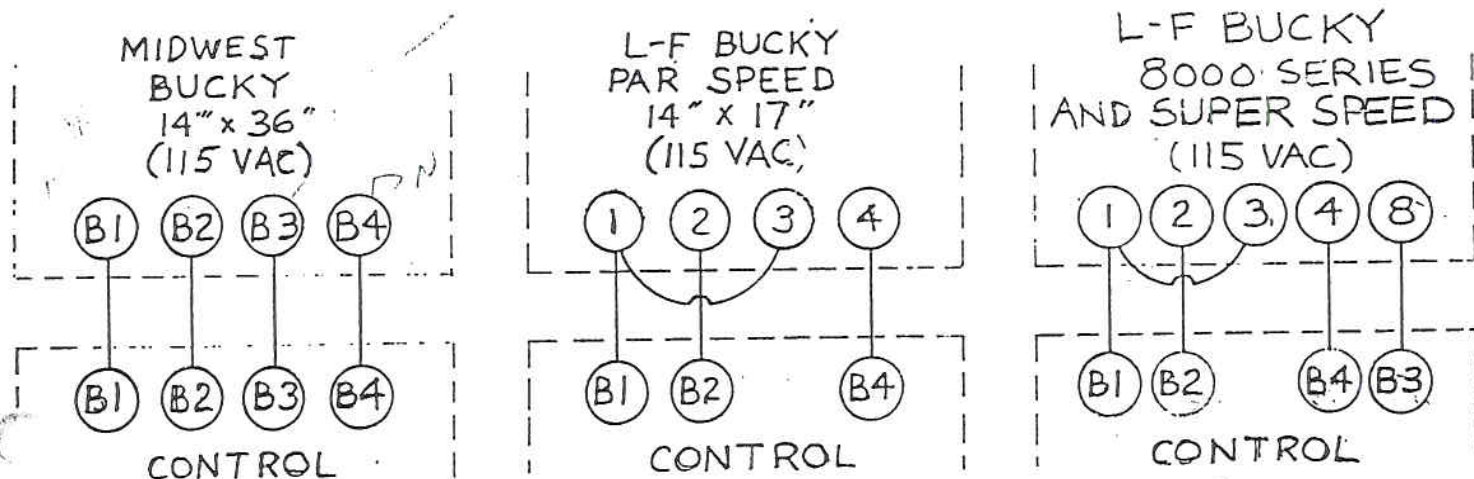 MIDWEST
BUCKY
14" x 36"
(115 VAC)
N
B1 B2 B3 B4
B1 B2 B3 B4
CONTROL
L-F BUCKY
PAR SPEED
14" x 17"
(115 VAC)
1 2 3 4
B1 B2 B4
CONTROL
L-F BUCKY
8000 SERIES
AND SUPER SPEED
(115 VAC)
1 2 3 4 8
B1 B2 B4 B3
CONTROL